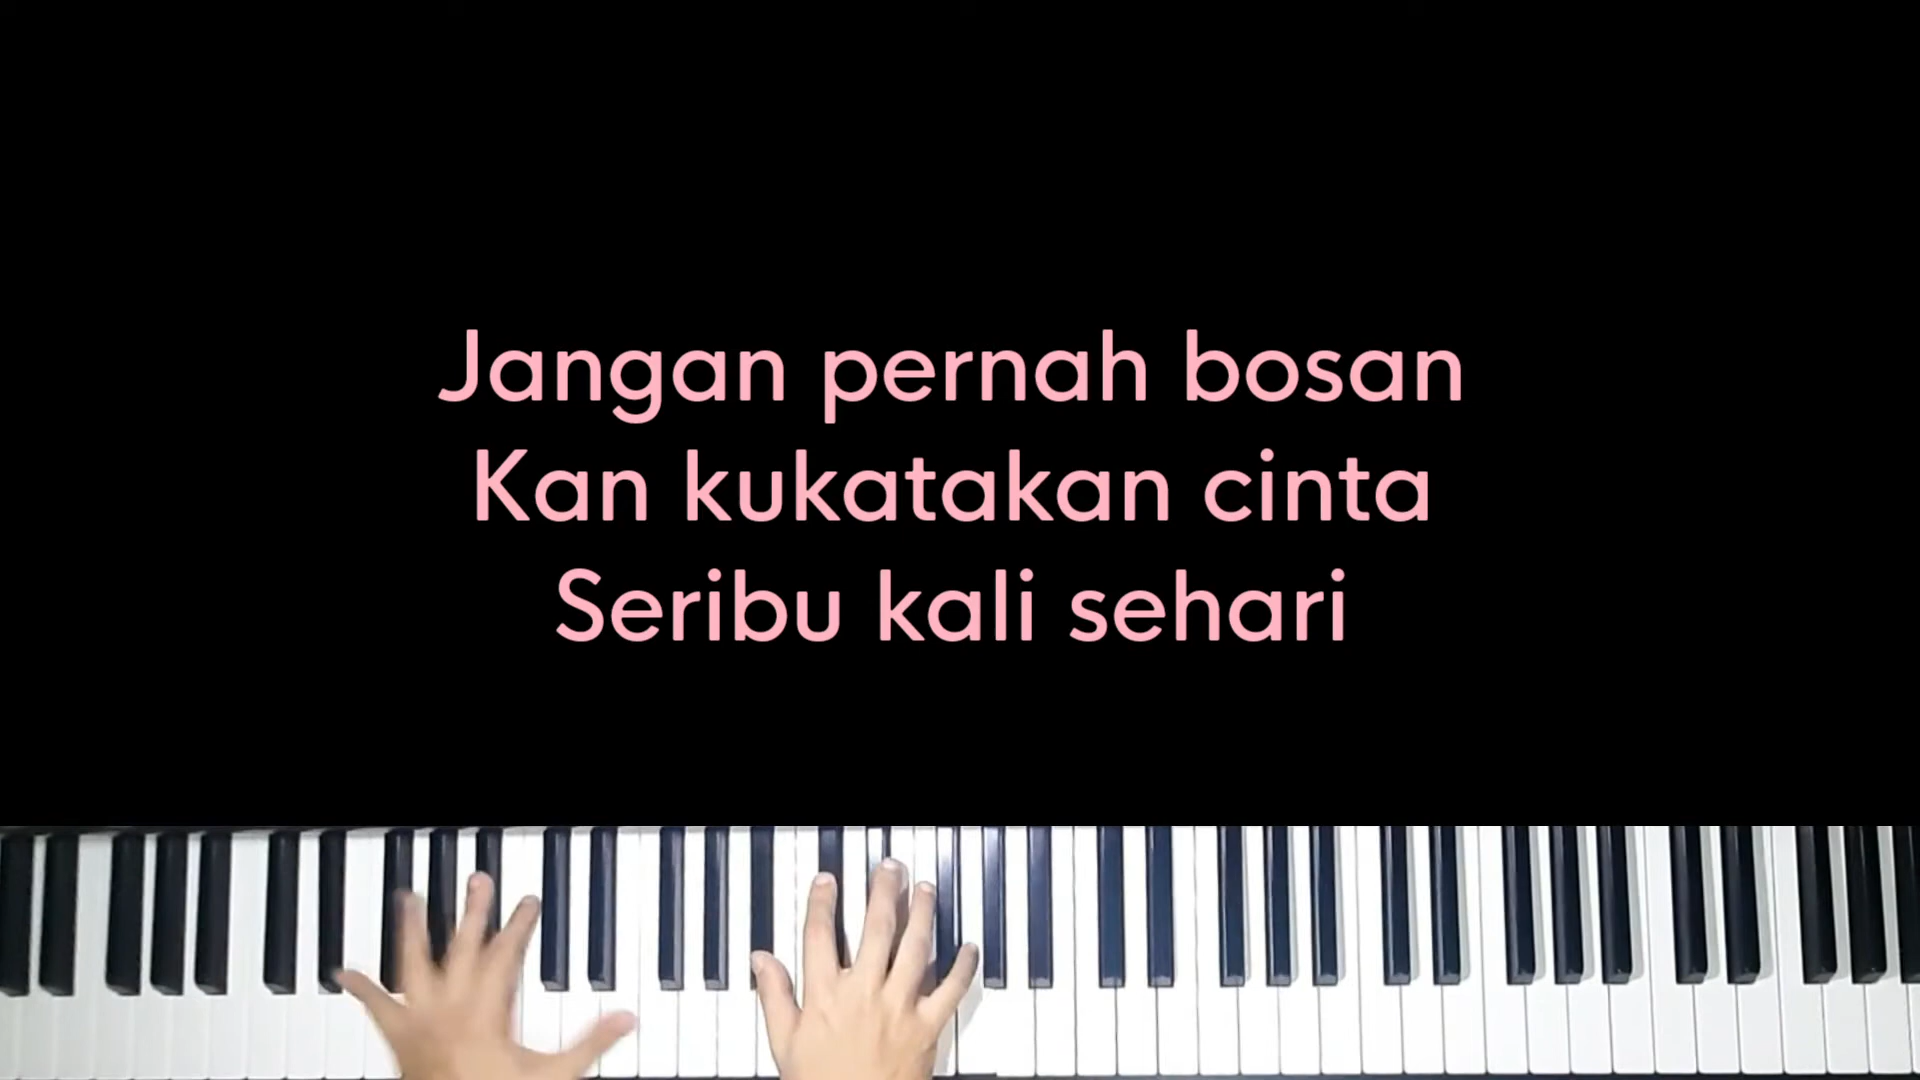 Jangan pernah bosan
Kan kukatakan cinta
Seribu kali sehari